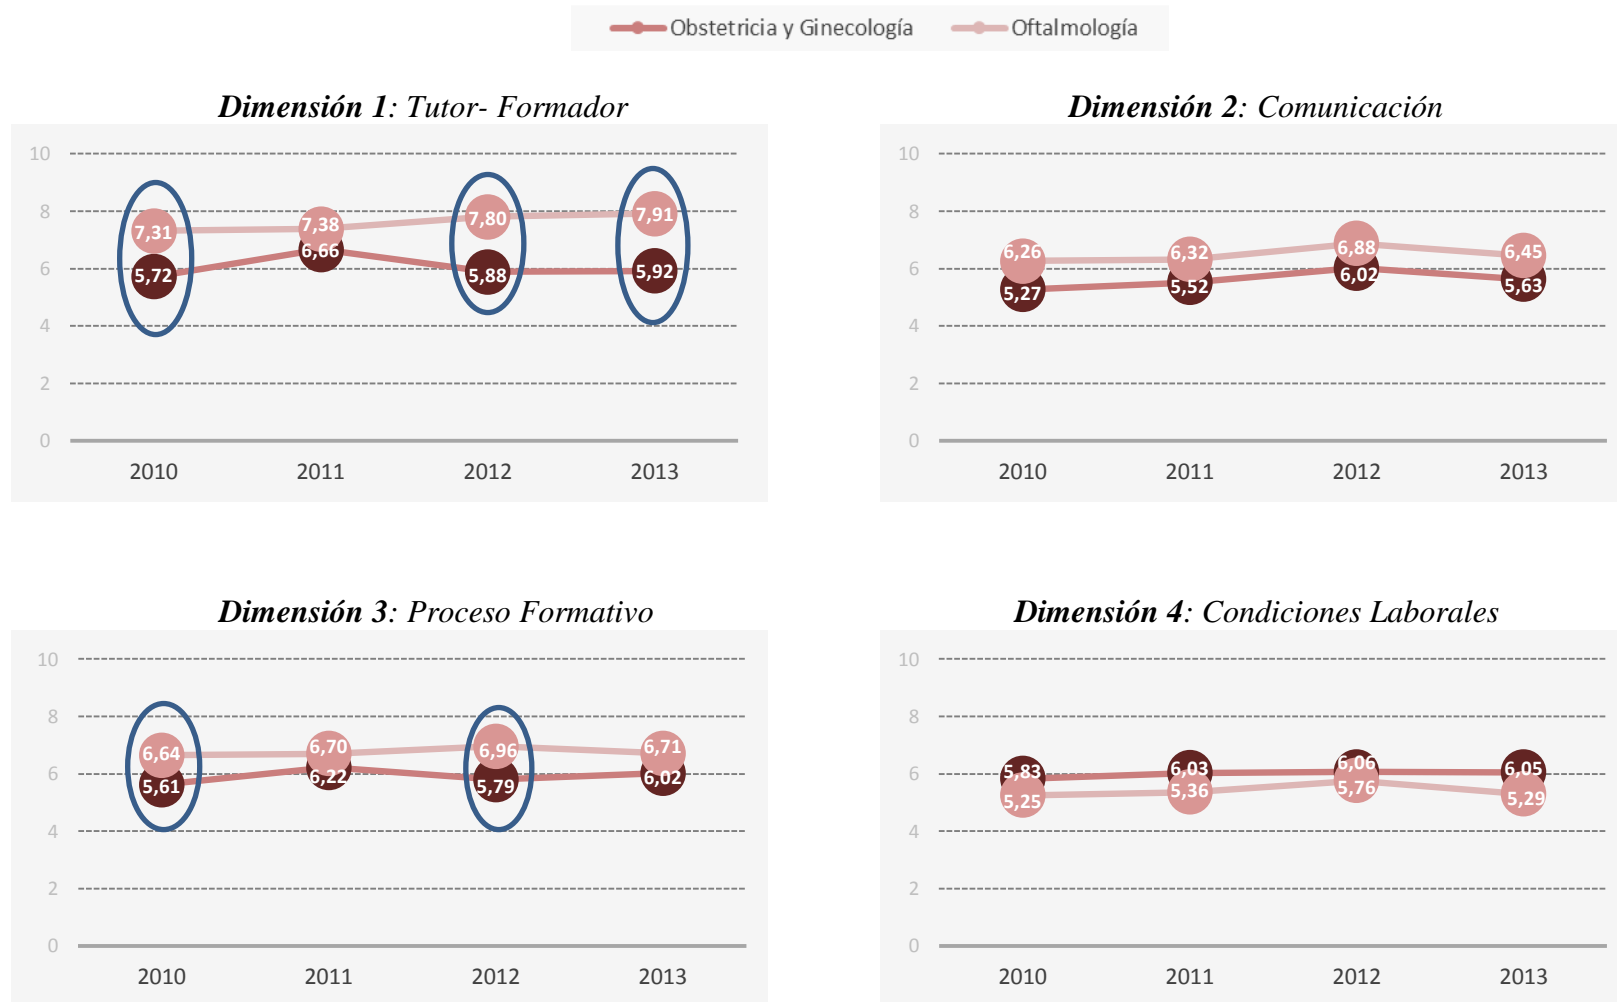 Obstetricia y Ginecología Oftalmología
Dimensión 1: Tutor- Formador
10
8
6
4
2
0
7,31 7,38 7,80 7,91
5,72 6,66 5,88 5,92
2010 2011 2012 2013
Dimensión 2: Comunicación
10
8
6
4
2
0
6,26 6,32 6,88 6,45
5,27 5,52 6,02 5,63
2010 2011 2012 2013
Dimensión 3: Proceso Formativo
10
8
6
4
2
0
6,64 6,70 6,96 6,71
5,61 6,22 5,79 6,02
2010 2011 2012 2013
Dimensión 4: Condiciones Laborales
10
8
6
4
2
0
5,83 6,03 6,06 6,05
5,25 5,36 5,76 5,29
2010 2011 2012 2013